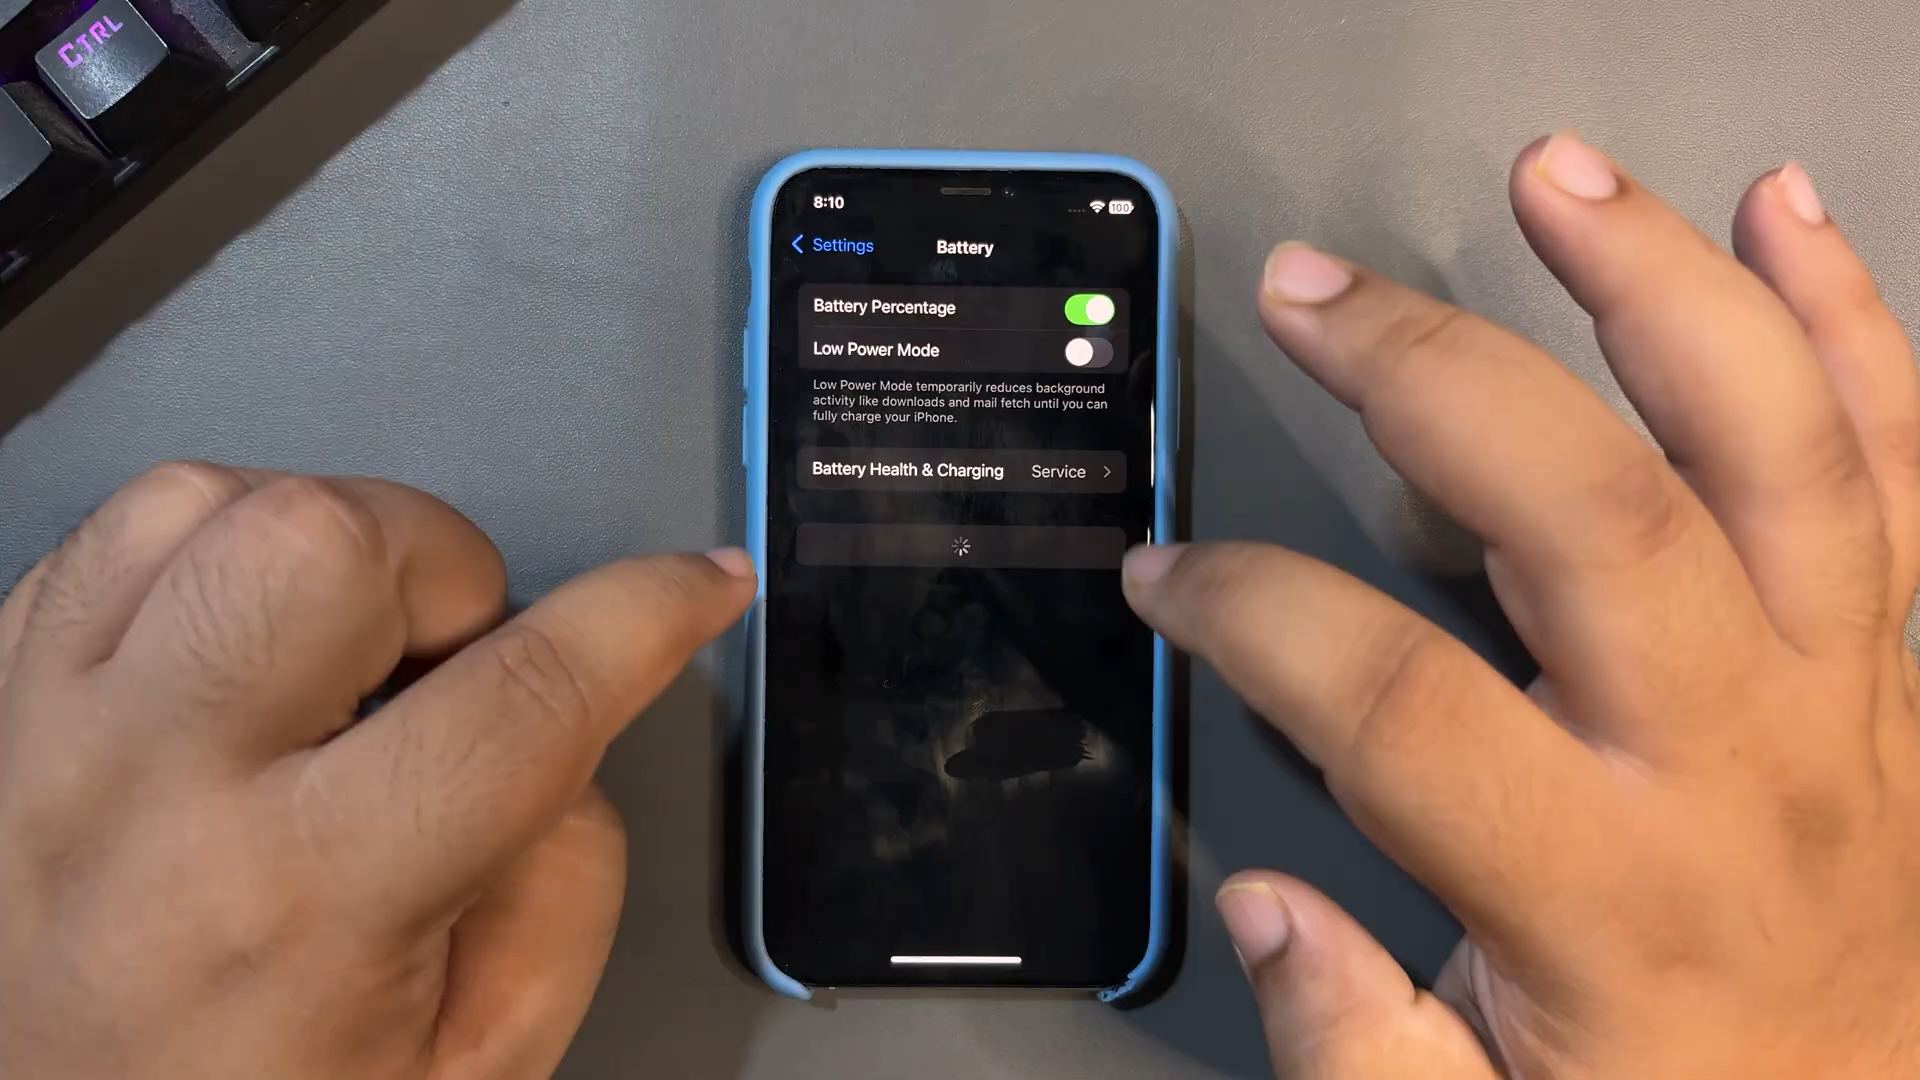 CTRL
8:10
100
Settings
Battery
Battery Percentage
Low Power Mode
Low Power Mode temporarily reduces background
activity like downloads and mail fetch until you can
fully charge your iPhone.
Battery Health & Charging Service